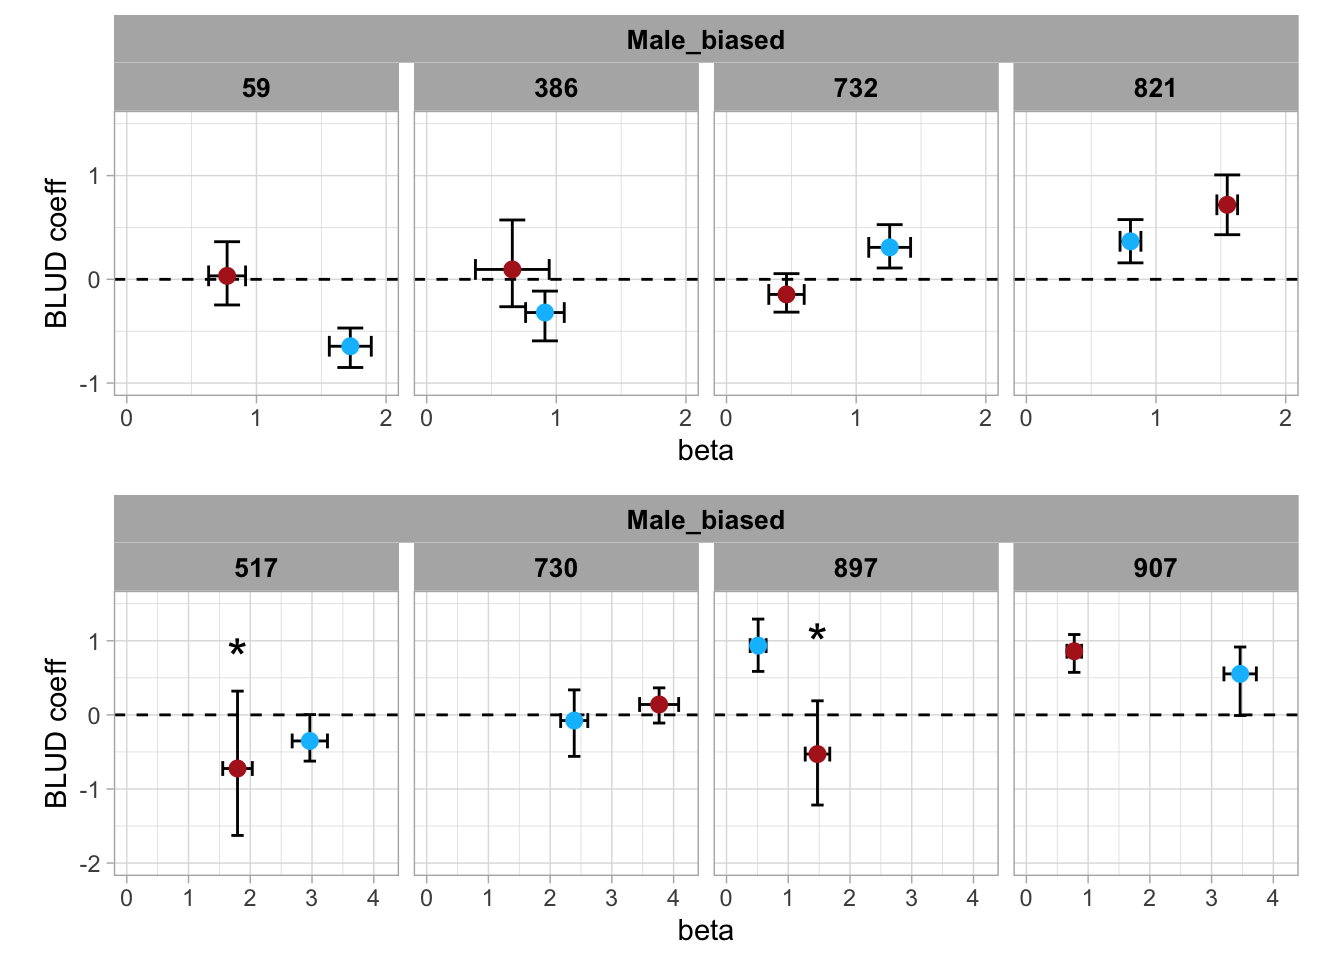 Male_biased
59 386 732 821
BLUD coeff
1
0
-1
0 1 2 0 1 2 0 1 2 0 1 2
beta
Male_biased
517 730 897 907
BLUD coeff
* *
1
0
-1
-2
0 1 2 3 4 0 1 2 3 4 0 1 2 3 4 0 1 2 3 4
beta